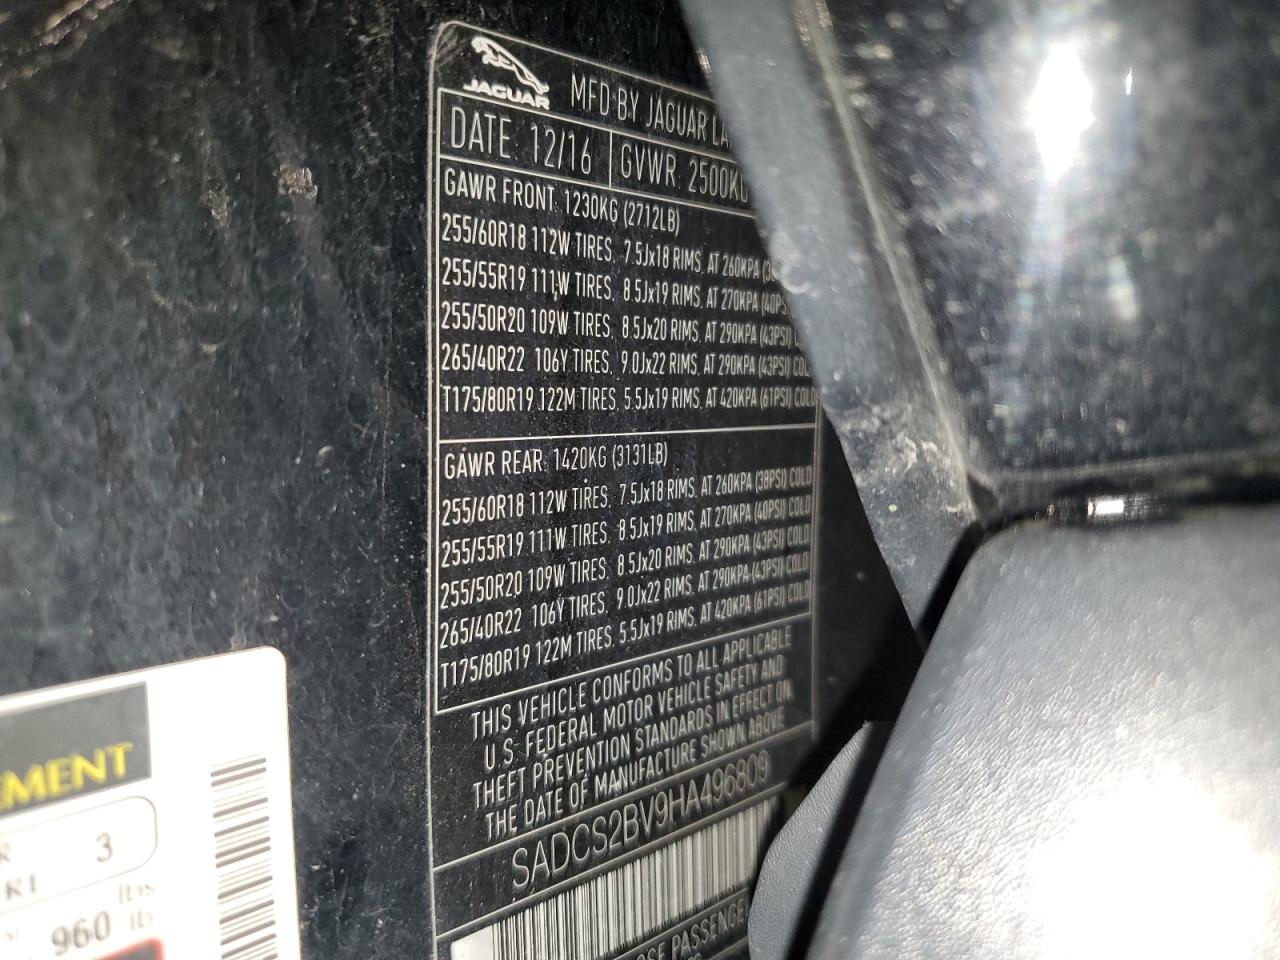 JAGUAR
MFD BY JAGUAR
DATE: 12/16
GVWR: 2500KG
GAWR FRONT: 1230KG (2712LB)
255/60R18 112W TIRES, 7.5Jx18 RIMS, AT 260KPA
255/55R19 111W TIRES, 8.5Jx19 RIMS, AT 270KPA (40PS
255/50R20 109W TIRES, 8.5Jx20 RIMS, AT 290KPA (43PSI) C
265/40R22 106Y TIRES, 9.0Jx22 RIMS, AT 290KPA (43PSI) COL
T175/80R19 122M TIRES, 5.5Jx19 RIMS, AT 420KPA (61PSI) COLD
GAWR REAR: 1420KG (3131LB)
255/60R18 112W TIRES, 7.5Jx18 RIMS, AT 260KPA (38PSI) COLD
255/55R19 111W TIRES, 8.5Jx19 RIMS, AT 270KPA (40PSI) COLD
255/50R20 109W TIRES, 8.5Jx20 RIMS, AT 290KPA (43PSI) COLD
265/40R22 106Y TIRES, 9.0Jx22 RIMS, AT 290KPA (43PSI) COLD
T175/80R19 122M TIRES, 5.5Jx19 RIMS, AT 420KPA (61PSI) COLD
THIS VEHICLE CONFORMS TO ALL APPLICABLE
U.S. FEDERAL MOTOR VEHICLE SAFETY AND
THEFT PREVENTION STANDARDS IN EFFECT ON
THE DATE OF MANUFACTURE SHOWN ABOVE
SADCS2BV9HA496809
PASSENGE
EMENT
R 3
R1
lbs
960 lb